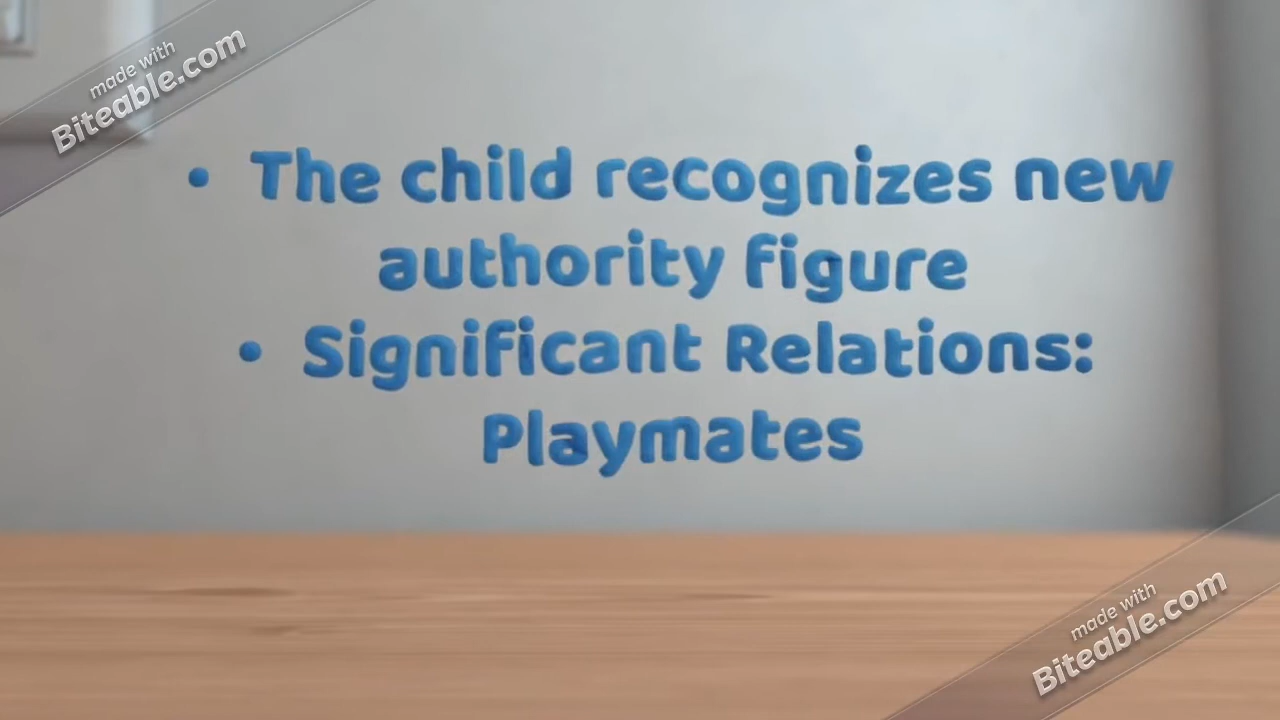 made with
Biteable.com
• The child recognizes new
authority figure
• Significant Relations:
Playmates
made with
Biteable.com